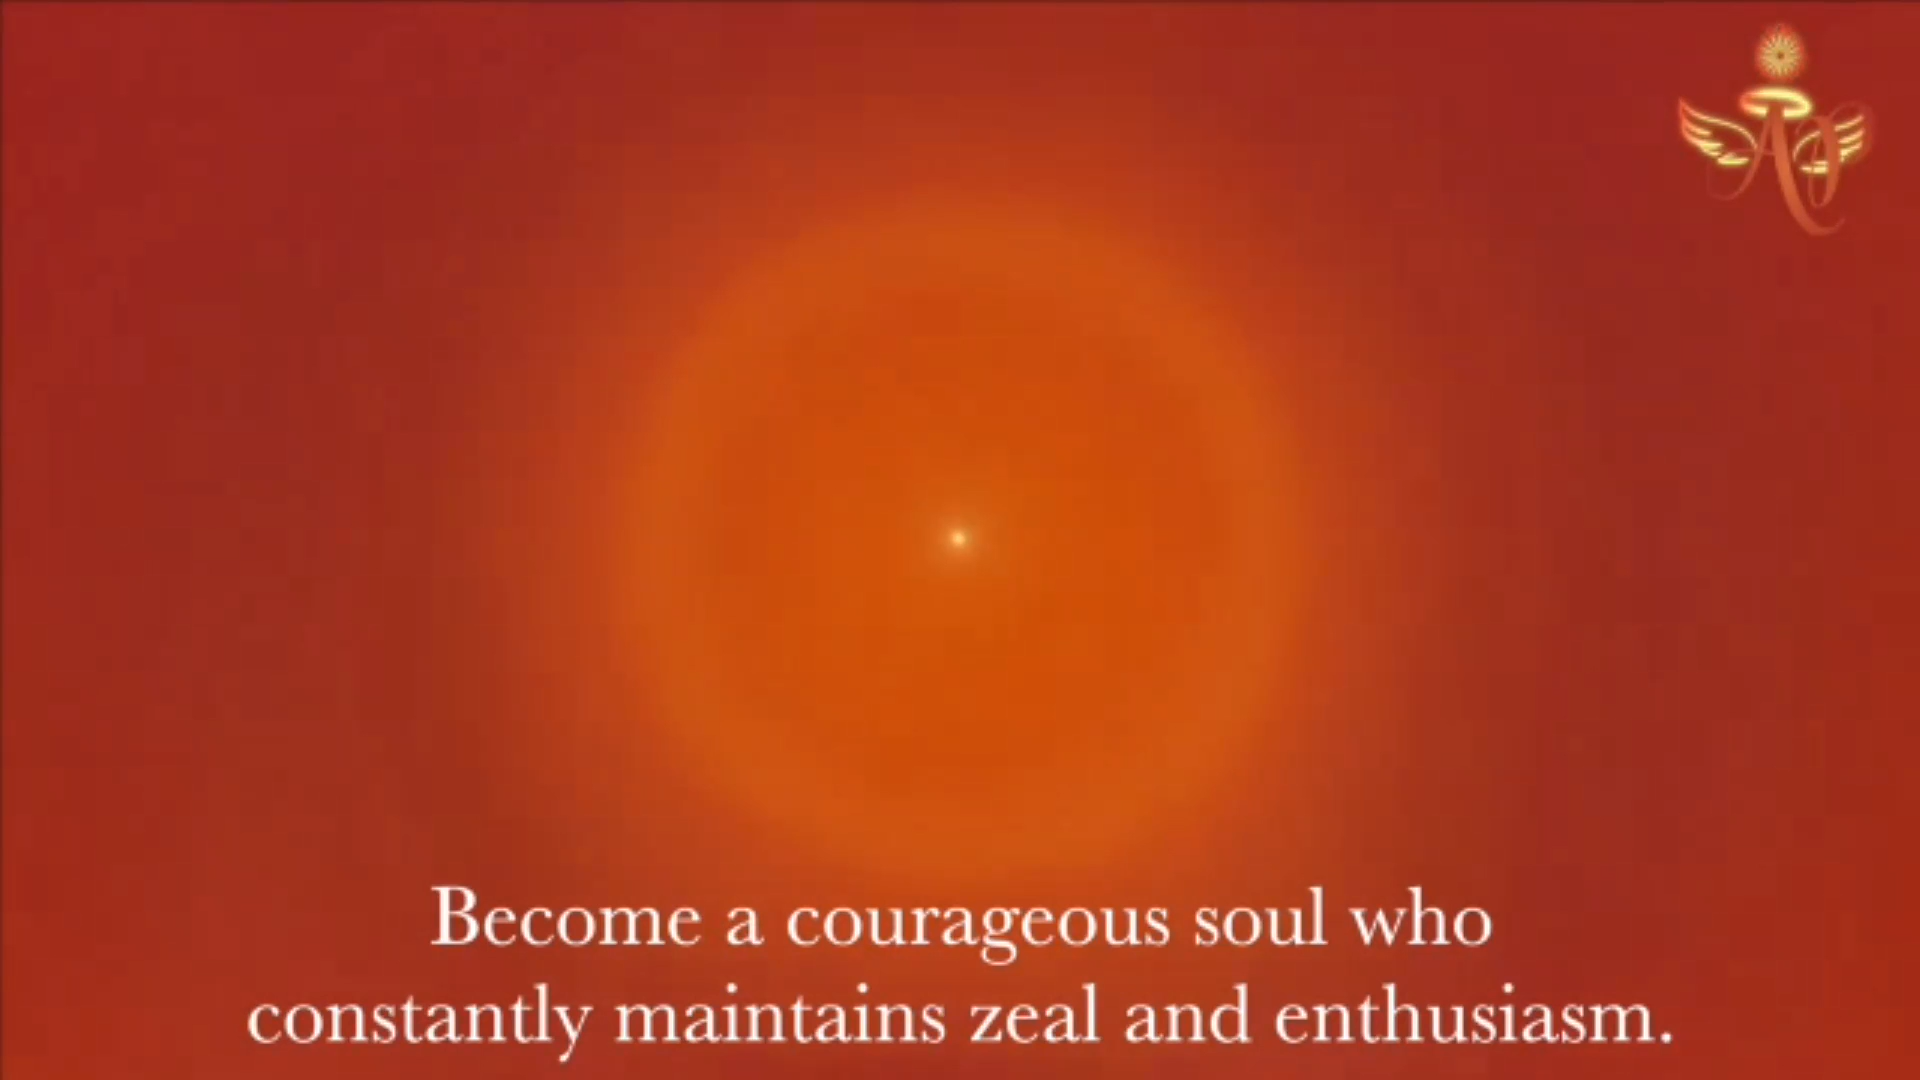 Become a courageous soul who
constantly maintains zeal and enthusiasm.